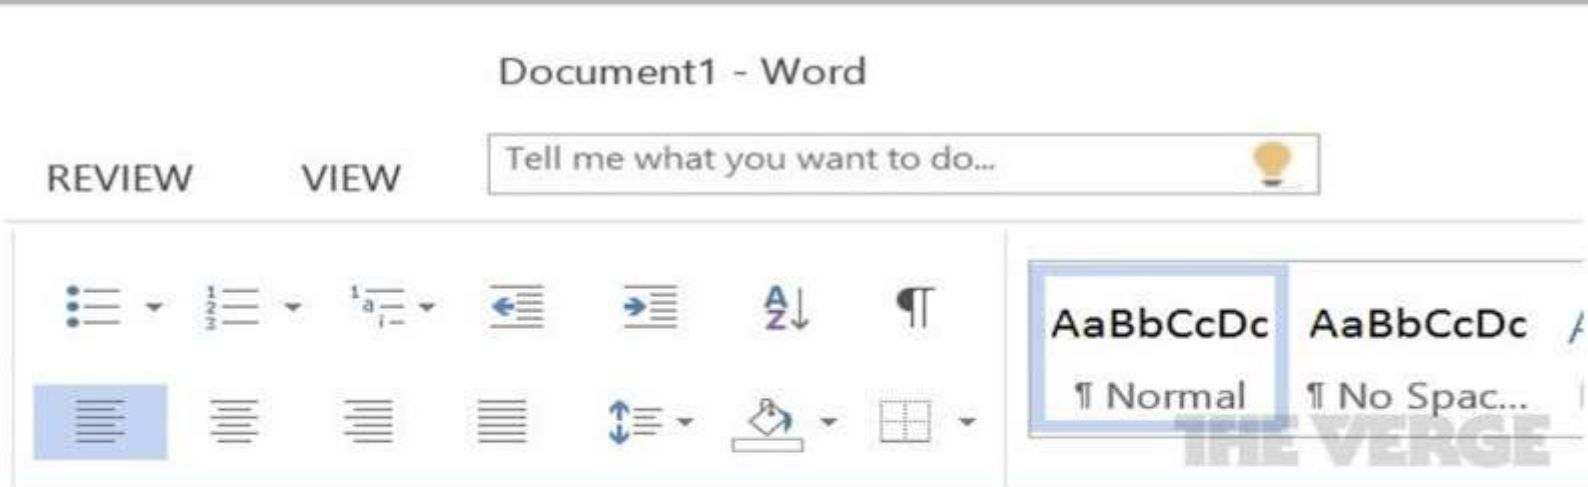 Document1 - Word
REVIEW VIEW Tell me what you want to do...
AaBbCcDc AaBbCcDc
¶ Normal ¶ No Spac...
THE VERGE